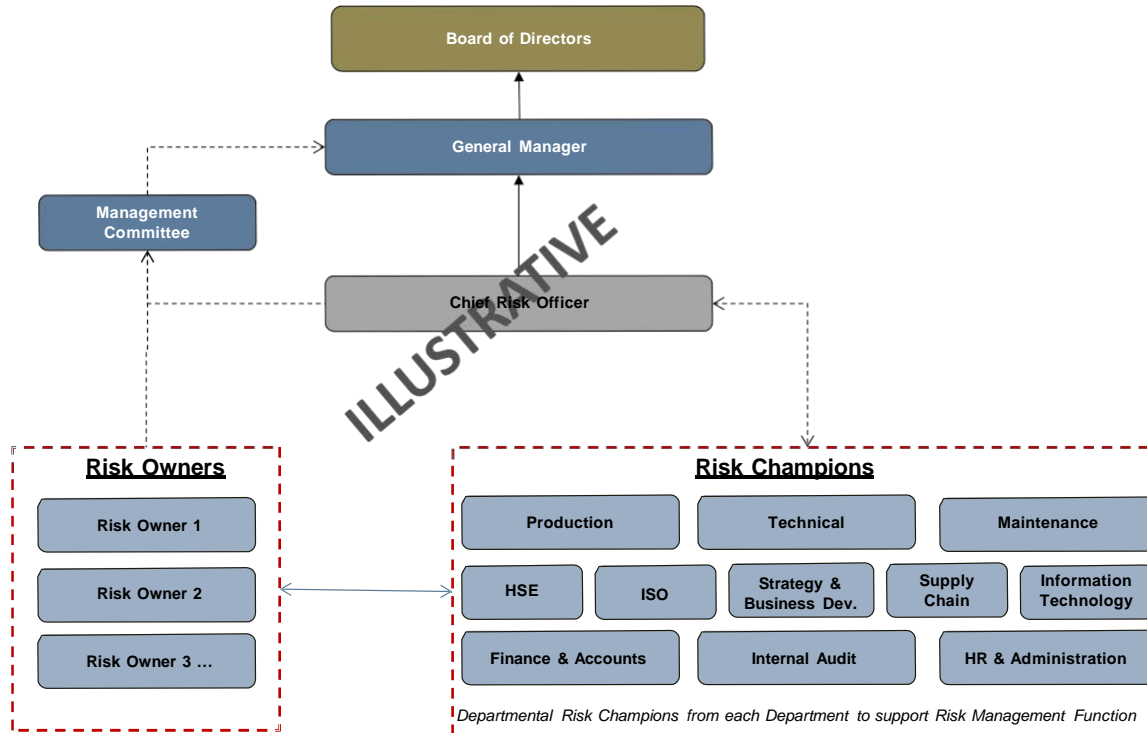 Board of Directors
General Manager
Management
Committee
Chief Risk Officer
ILLUSTRATIVE
Risk Owners
Risk Owner 1
Risk Owner 2
Risk Owner 3 ...
Risk Champions
Production
Technical
Maintenance
HSE
ISO
Strategy &
Business Dev.
Supply
Chain
Information
Technology
Finance & Accounts
Internal Audit
HR & Administration
Departmental Risk Champions from each Department to support Risk Management Function